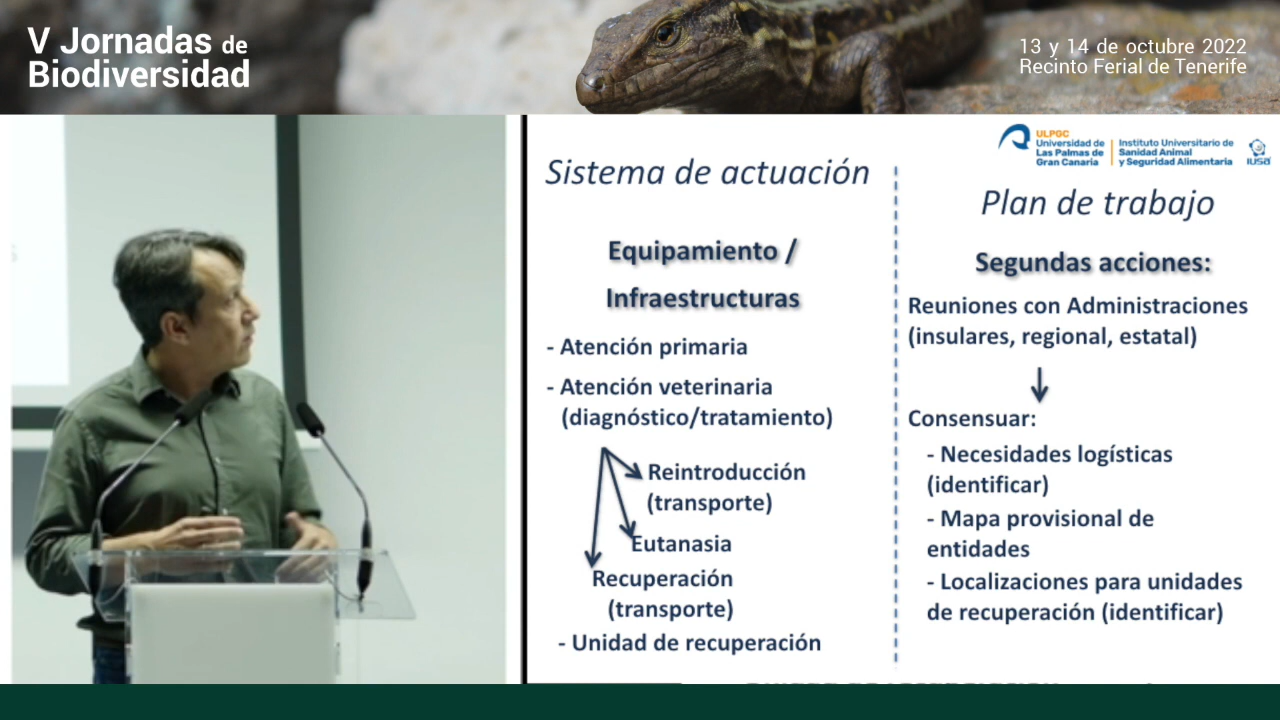 V Jornadas de
Biodiversidad
13 y 14 de octubre 2022
Recinto Ferial de Tenerife
ULPGC
Universidad de
Las Palmas de
Gran Canaria
Instituto Universitario de
Sanidad Animal
y Seguridad Alimentaria
IUSA
Sistema de actuación
Equipamiento /
Infraestructuras
- Atención primaria
- Atención veterinaria
(diagnóstico/tratamiento)
Reintroducción
(transporte)
Eutanasia
Recuperación
(transporte)
- Unidad de recuperación
Plan de trabajo
Segundas acciones:
Reuniones con Administraciones
(insulares, regional, estatal)
Consensuar:
- Necesidades logísticas
(identificar)
- Mapa provisional de
entidades
- Localizaciones para unidades
de recuperación (identificar)